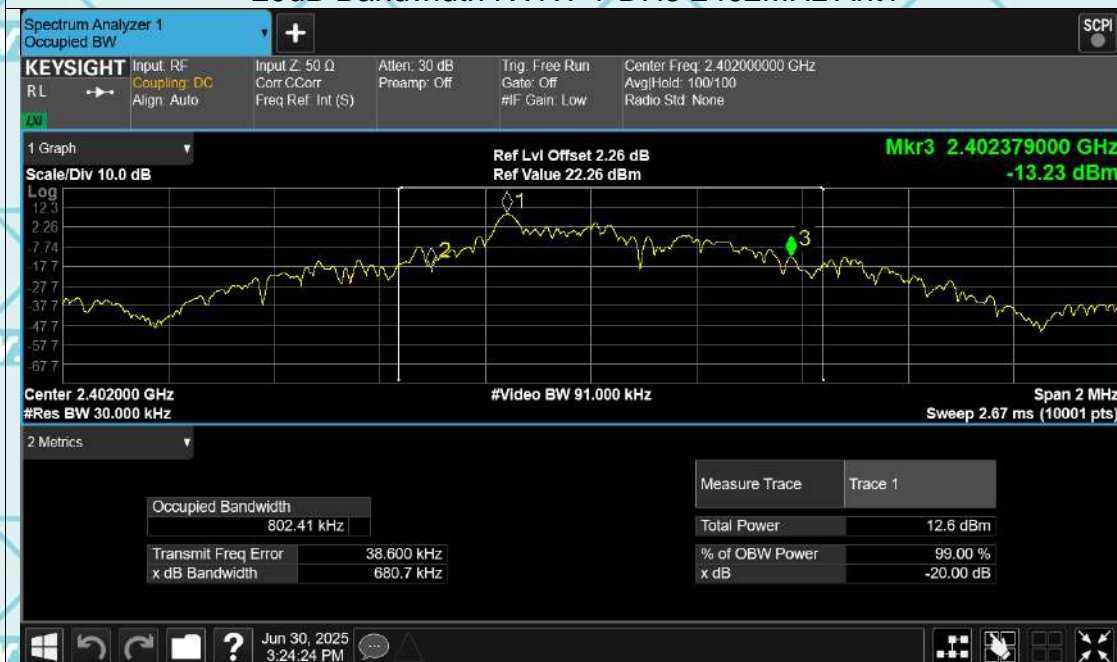 Spectrum Analyzer 1
Occupied BW
+
SCPI
KEYSIGHT
RL
LXI
Input: RF
Coupling: DC
Align: Auto
Input Z: 50 Ω
Corr CCorr
Freq Ref: Int (S)
Atten: 30 dB
Preamp: Off
Trig: Free Run
Gate: Off
#IF Gain: Low
Center Freq: 2.402000000 GHz
Avg|Hold: 100/100
Radio Std: None
1 Graph
Scale/Div 10.0 dB
Ref Lvl Offset 2.26 dB
Ref Value 22.26 dBm
Mkr3 2.402379000 GHz
-13.23 dBm
Log
12.3
2.26
-7.74
-17.7
-27.7
-37.7
-47.7
-57.7
-67.7
1
2
3
Center 2.402000 GHz
#Video BW 91.000 kHz
Span 2 MHz
#Res BW 30.000 kHz
Sweep 2.67 ms (10001 pts)
2 Metrics
Measure Trace Trace 1
Occupied Bandwidth
802.41 kHz
Total Power 12.6 dBm
Transmit Freq Error 38.600 kHz
% of OBW Power 99.00 %
x dB Bandwidth 680.7 kHz
x dB -20.00 dB
?
Jun 30, 2025
3:24:24 PM